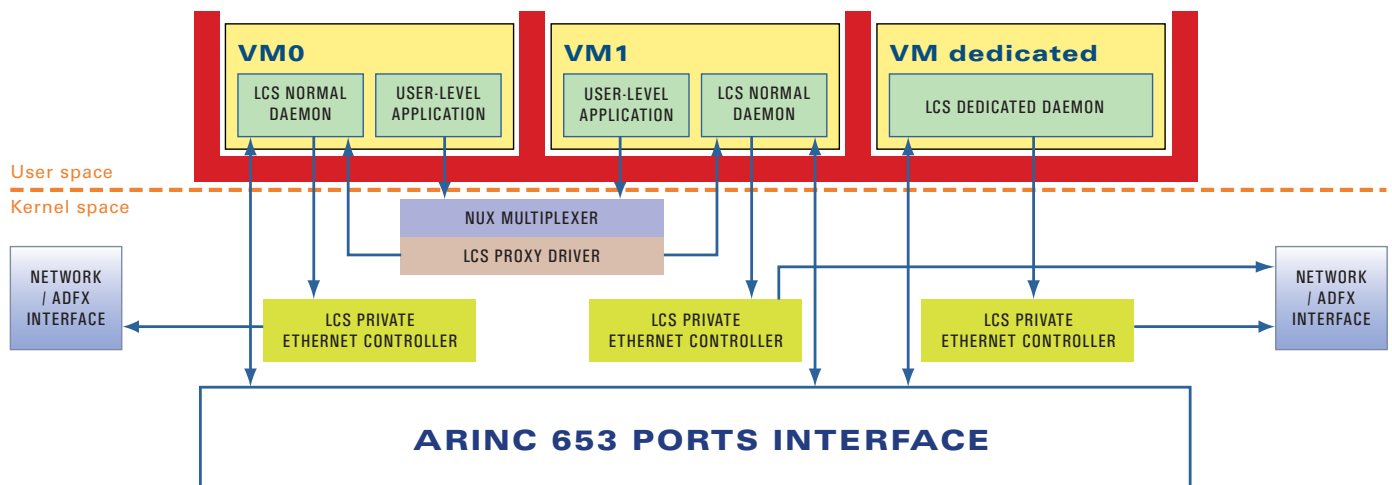 VM0
LCS NORMAL
DAEMON
USER-LEVEL
APPLICATION
VM1
USER-LEVEL
APPLICATION
LCS NORMAL
DAEMON
VM dedicated
LCS DEDICATED DAEMON
User space
Kernel space
NUX MULTIPLEXER
LCS PROXY DRIVER
NETWORK
/ ADFX
INTERFACE
LCS PRIVATE
ETHERNET CONTROLLER
LCS PRIVATE
ETHERNET CONTROLLER
LCS PRIVATE
ETHERNET CONTROLLER
NETWORK
/ ADFX
INTERFACE
ARINC 653 PORTS INTERFACE